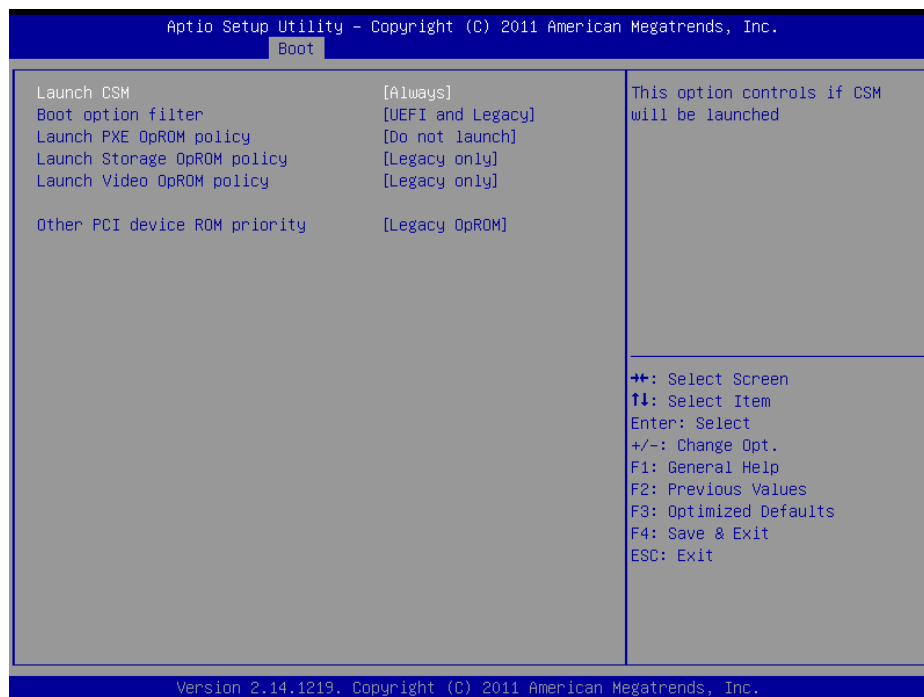 Aptio Setup Utility – Copyright (C) 2011 American Megatrends, Inc.
Boot
Launch CSM [Always]
Boot option filter [UEFI and Legacy]
Launch PXE OpROM policy [Do not launch]
Launch Storage OpROM policy [Legacy only]
Launch Video OpROM policy [Legacy only]
Other PCI device ROM priority [Legacy OpROM]
This option controls if CSM
will be launched
→←: Select Screen
↑↓: Select Item
Enter: Select
+/-: Change Opt.
F1: General Help
F2: Previous Values
F3: Optimized Defaults
F4: Save & Exit
ESC: Exit
Version 2.14.1219. Copyright (C) 2011 American Megatrends, Inc.